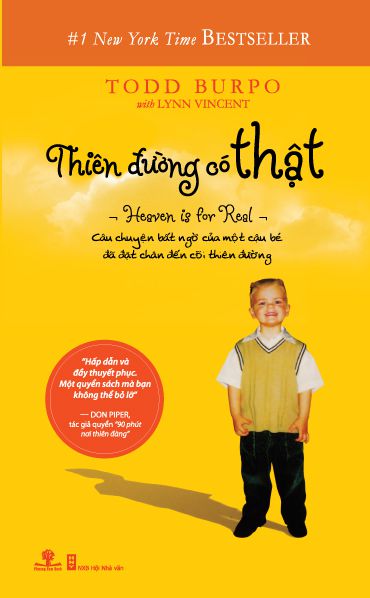 #1 New York Time BESTSELLER
TODD BURPO
with LYNN VINCENT
Thiên đường có thật
¬ Heaven is for Real ¬
Câu chuyện bất ngờ của một cậu bé
đã đặt chân đến cõi thiên đường
“Hấp dẫn và
đầy thuyết phục.
Một quyển sách mà bạn
không thể bỏ lỡ”
— DON PIPER,
tác giả quyển “90 phút
nơi thiên đàng”
Phuong Nam Book
NXB Hội Nhà văn